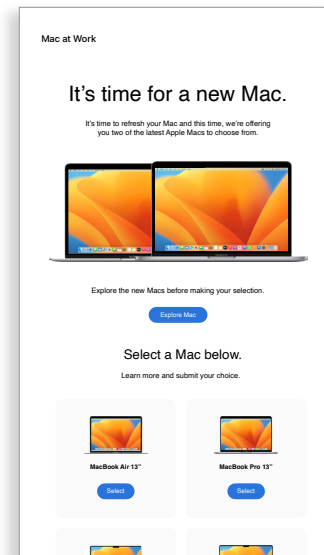 Mac at Work
It's time for a new Mac.
It's time to refresh your Mac and this time, we're offering
you two of the latest Apple Macs to choose from.
Explore the new Macs before making your selection.
Explore Mac
Select a Mac below.
Learn more and submit your choice.
MacBook Air 13"
MacBook Pro 13"
Select
Select